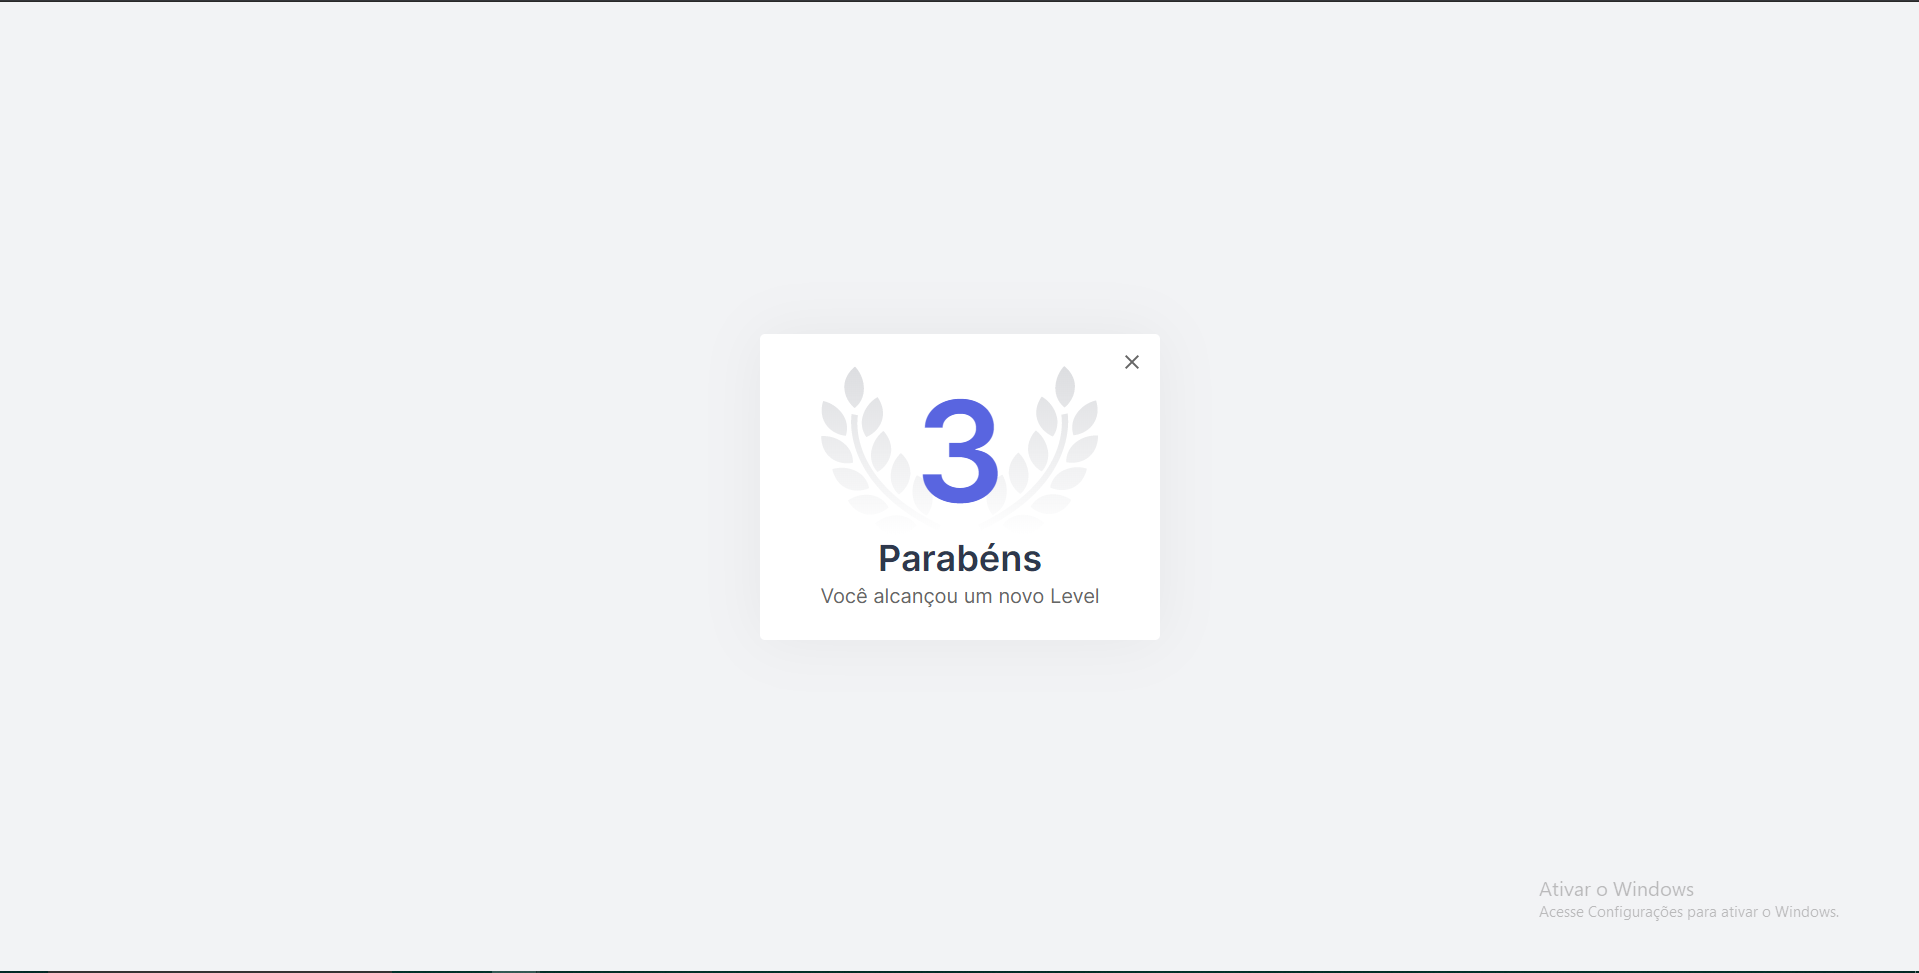 3
Parabéns
Você alcançou um novo Level
Ativar o Windows
Acesse Configurações para ativar o Windows.